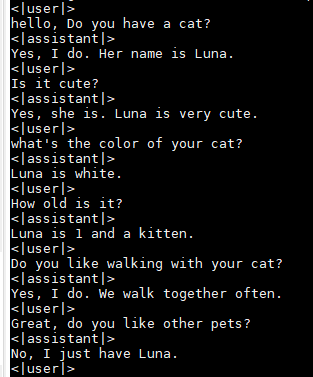 <|user|>
hello, Do you have a cat?
<|assistant|>
Yes, I do. Her name is Luna.
<|user|>
Is it cute?
<|assistant|>
Yes, she is. Luna is very cute.
<|user|>
what's the color of your cat?
<|assistant|>
Luna is white.
<|user|>
How old is it?
<|assistant|>
Luna is 1 and a kitten.
<|user|>
Do you like walking with your cat?
<|assistant|>
Yes, I do. We walk together often.
<|user|>
Great, do you like other pets?
<|assistant|>
No, I just have Luna.
<|user|>